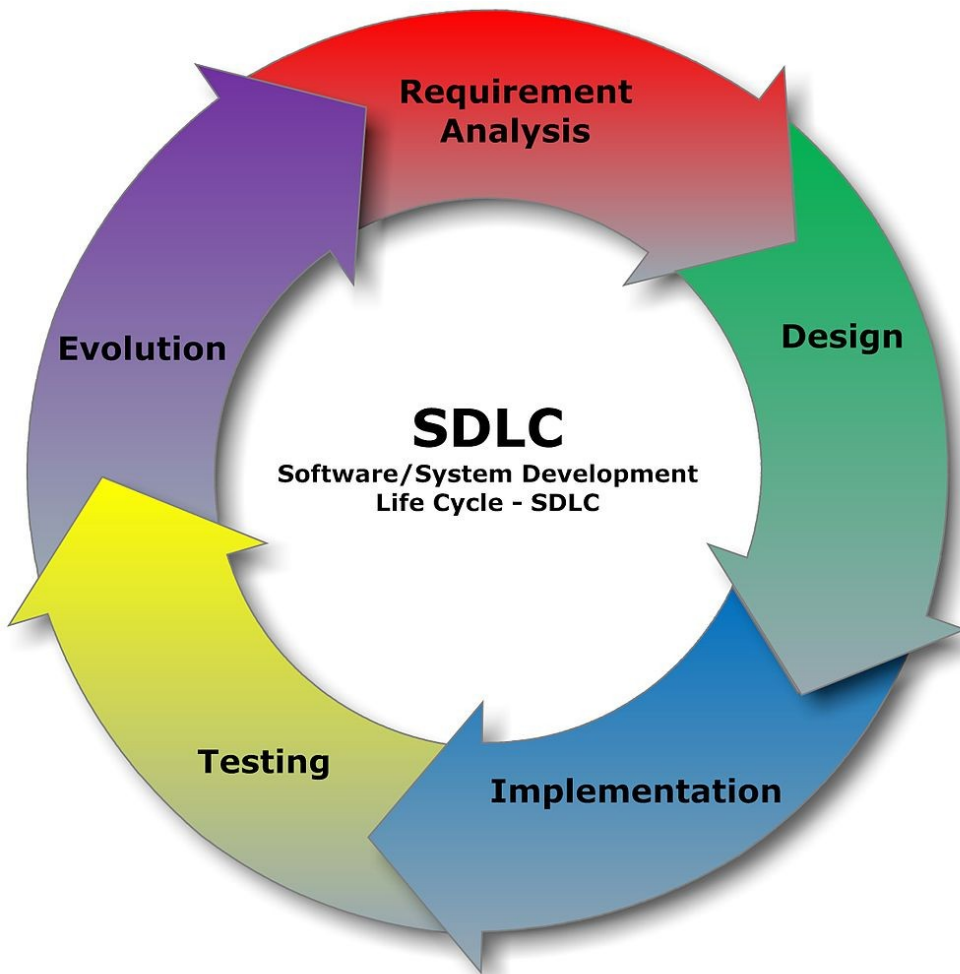 Requirement
Analysis
Design
Evolution
SDLC
Software/System Development
Life Cycle - SDLC
Testing
Implementation